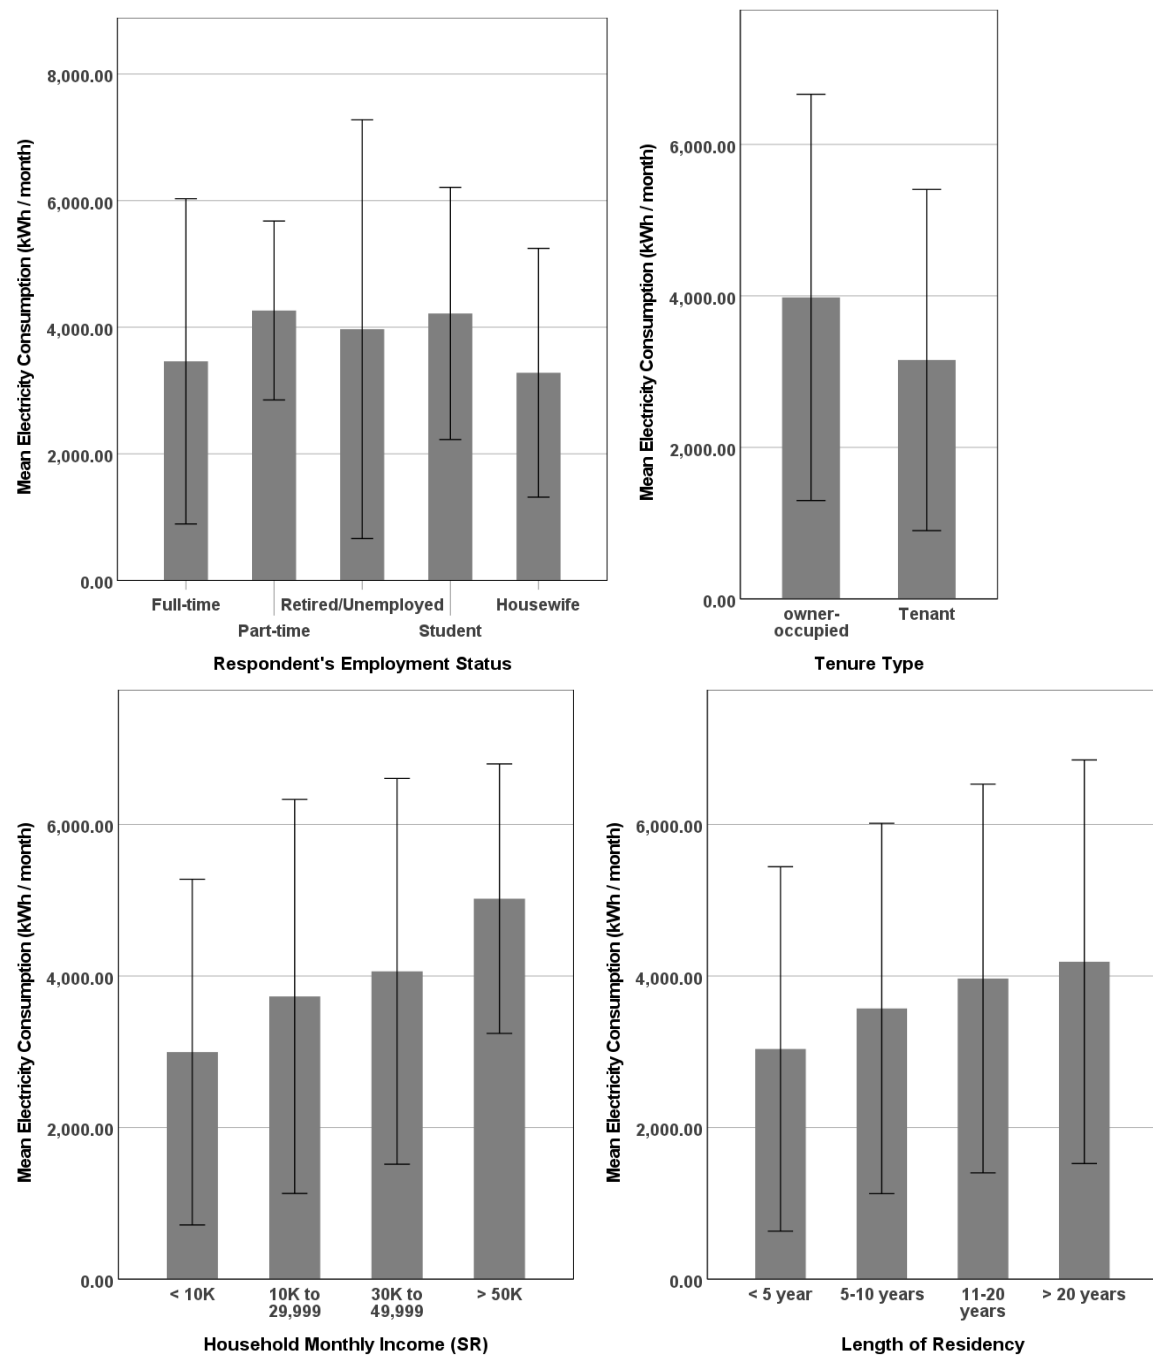 Mean Electricity Consumption (kWh / month)
8,000.00
6,000.00
4,000.00
2,000.00
0.00
Full-time
Part-time
Retired/Unemployed
Student
Housewife
Respondent's Employment Status
Mean Electricity Consumption (kWh / month)
6,000.00
4,000.00
2,000.00
0.00
owner-
occupied
Tenant
Tenure Type
Mean Electricity Consumption (kWh / month)
6,000.00
4,000.00
2,000.00
0.00
< 10K
10K to
29,999
30K to
49,999
> 50K
Household Monthly Income (SR)
Mean Electricity Consumption (kWh / month)
6,000.00
4,000.00
2,000.00
0.00
< 5 year
5-10 years
11-20
years
> 20 years
Length of Residency